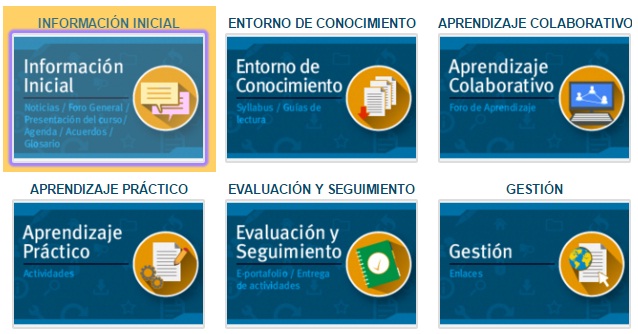 INFORMACIÓN INICIAL
ENTORNO DE CONOCIMIENTO
APRENDIZAJE COLABORATIVO
Información
Inicial
Noticias / Foro General /
Presentación del curso /
Agenda / Acuerdos /
Glosario
Entorno de
Conocimiento
Syllabus / Guías de
lectura
Aprendizaje
Colaborativo
Foro de Aprendizaje
APRENDIZAJE PRÁCTICO
EVALUACIÓN Y SEGUIMIENTO
GESTIÓN
Aprendizaje
Práctico
Actividades
Evaluación y
Seguimiento
E-portafolio / Entrega
de actividades
Gestión
Enlaces